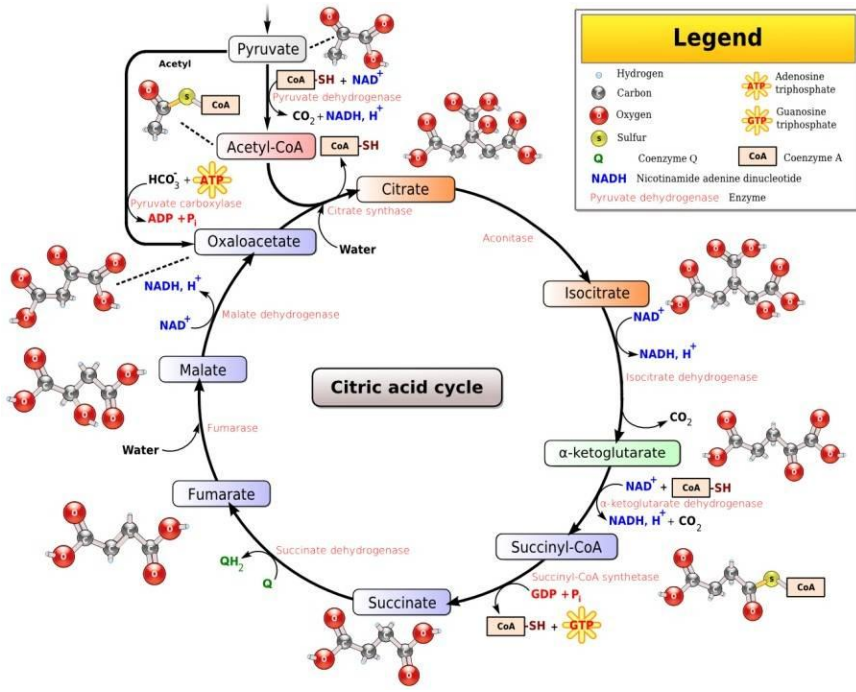 Pyruvate
Acetyl
CoA-SH + NAD+
Pyruvate dehydrogenase
CO2+NADH, H+
S CoA
Acetyl-CoA
CoA-SH
HCO3- + ATP
Pyruvate carboxylase
ADP +Pi
Citrate
Citrate synthase
Water
Oxaloacetate
Aconitase
Isocitrate
NAD+
NADH, H+
Isocitrate dehydrogenase
CO2
α-ketoglutarate
NAD+ + CoA-SH
α-ketoglutarate dehydrogenase
NADH, H+ + CO2
Succinyl-CoA
Succinyl-CoA synthetase
GDP +Pi
CoA-SH + GTP
S CoA
Succinate
Succinate dehydrogenase
QH2
Q
Fumarate
Fumarase
Water
Malate
Malate dehydrogenase
NADH, H+
NAD+
Citric acid cycle
Legend
Hydrogen
Carbon
Oxygen
Sulfur
Q Coenzyme Q
NADH Nicotinamide adenine dinucleotide
Pyruvate dehydrogenase Enzyme
ATP Adenosine
triphosphate
GTP Guanosine
triphosphate
CoA Coenzyme A